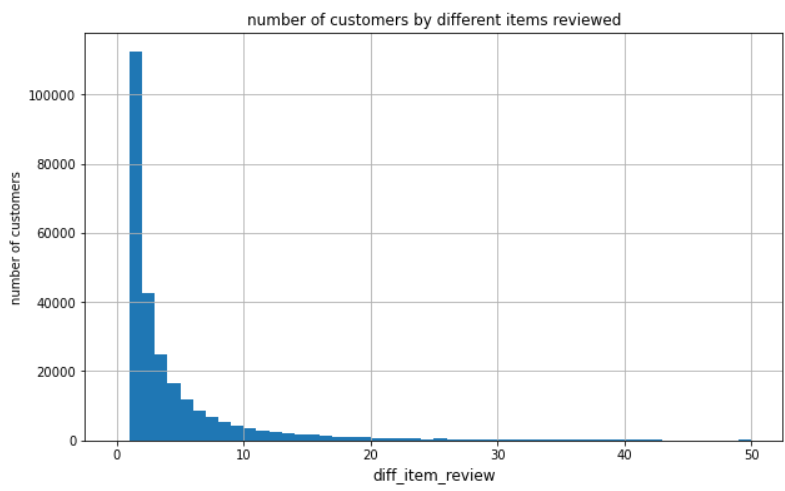 number of customers by different items reviewed
number of customers
100000
80000
60000
40000
20000
0
0 10 20 30 40 50
diff_item_review